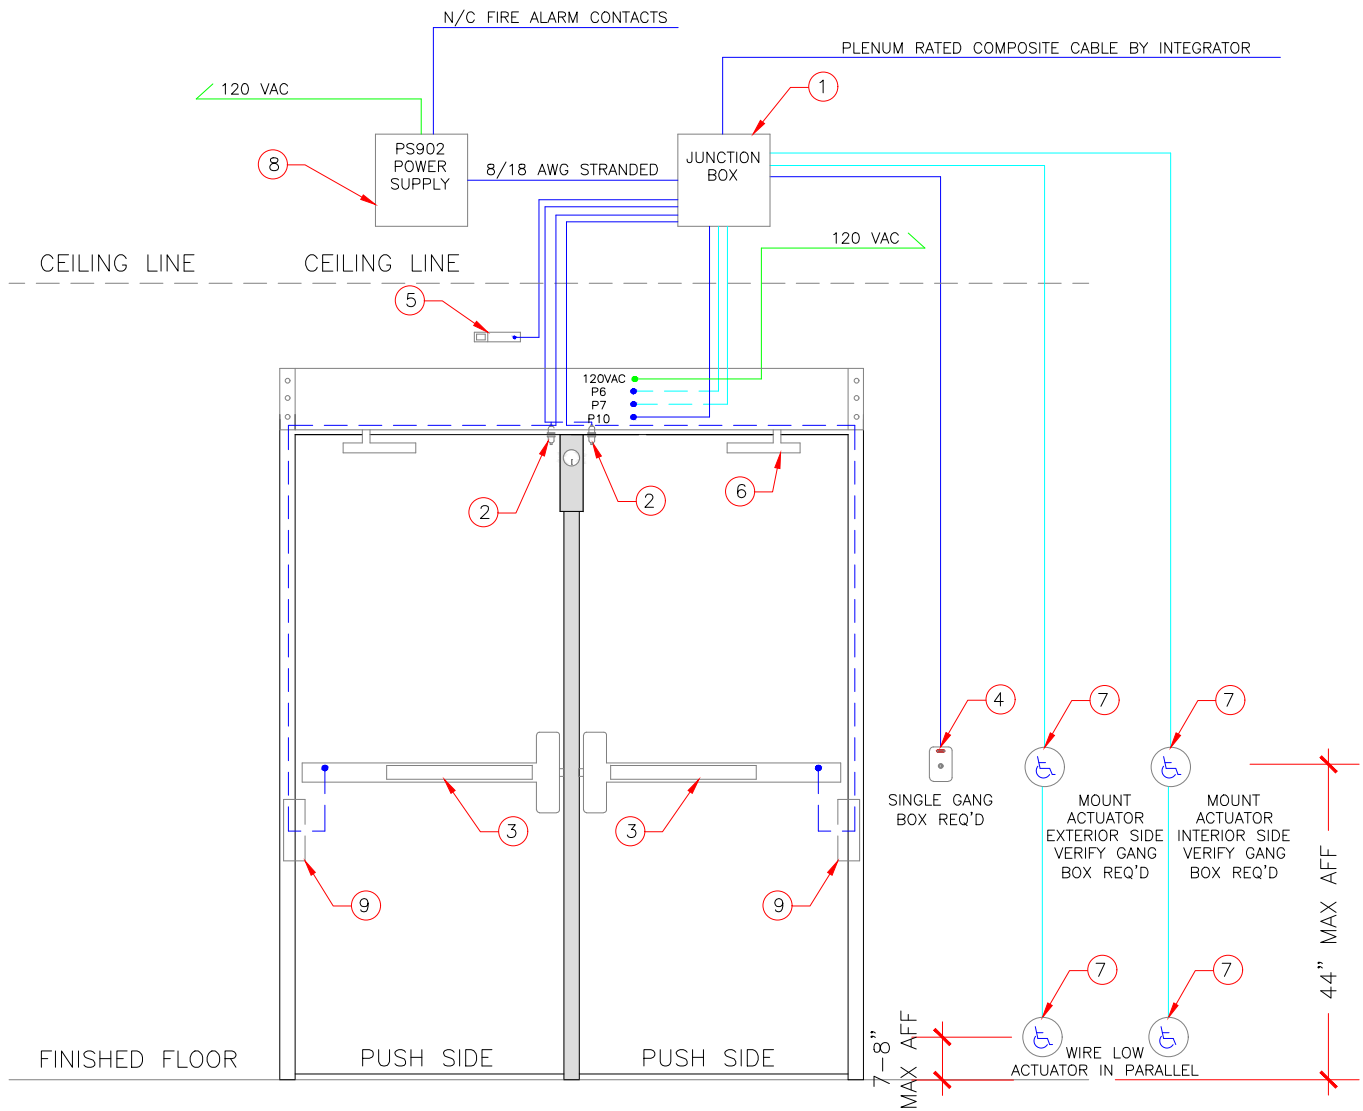 N/C FIRE ALARM CONTACTS
PLENUM RATED COMPOSITE CABLE BY INTEGRATOR
120 VAC
1
PS902
POWER
SUPPLY
8
8/18 AWG STRANDED
JUNCTION
BOX
120 VAC
CEILING LINE
CEILING LINE
5
120VAC
P6
P7
P10
2
2
6
3
3
4
7
7
SINGLE GANG
BOX REQ'D
MOUNT
ACTUATOR
EXTERIOR SIDE
VERIFY GANG
BOX REQ'D
MOUNT
ACTUATOR
INTERIOR SIDE
VERIFY GANG
BOX REQ'D
9
9
44" MAX AFF
7
7
7-8"
MAX AFF
FINISHED FLOOR
PUSH SIDE
PUSH SIDE
WIRE LOW
ACTUATOR IN PARALLEL